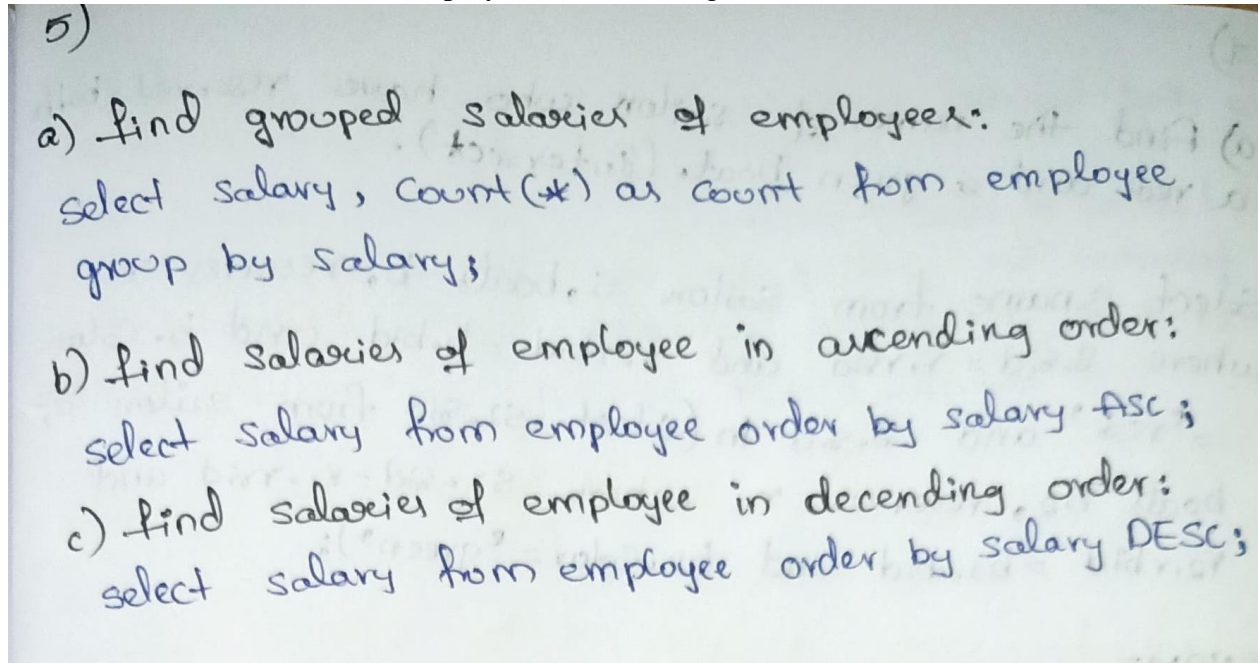 5)
a) find grouped salaries of employees:
select salary, Count(*) as Count from employee
group by salary;
b) find salaries of employee in ascending order:
select salary from employee order by salary ASC;
c) find salaries of employee in decending order:
select salary from employee order by salary DESC;